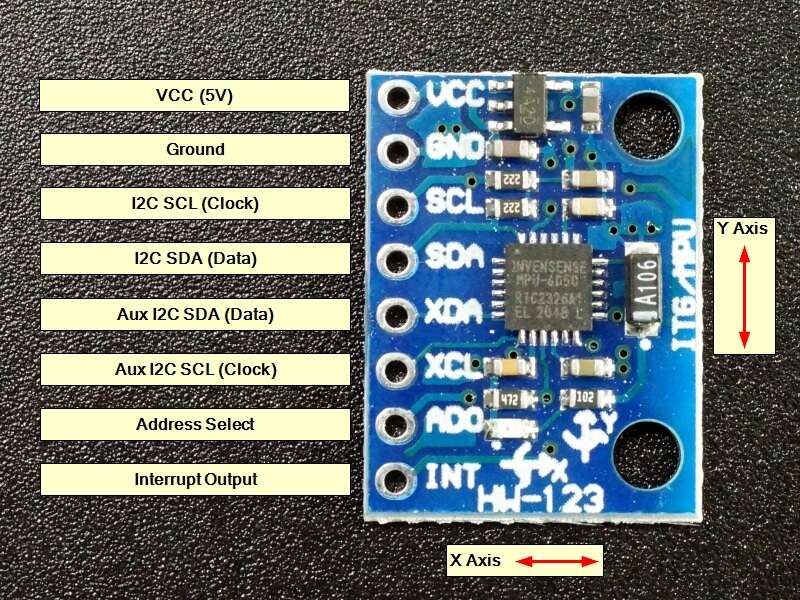 VCC (5V)
VCC
Ground
GND
I2C SCL (Clock)
SCL
I2C SDA (Data)
SDA
Aux I2C SDA (Data)
XDA
Aux I2C SCL (Clock)
XCL
Address Select
AD0
Interrupt Output
INT
222
222
INVENSENSE
MPU-6050
EL 2048 L
A106
ITG/MPU
472
102
Y
X
HW-123
Y Axis
X Axis